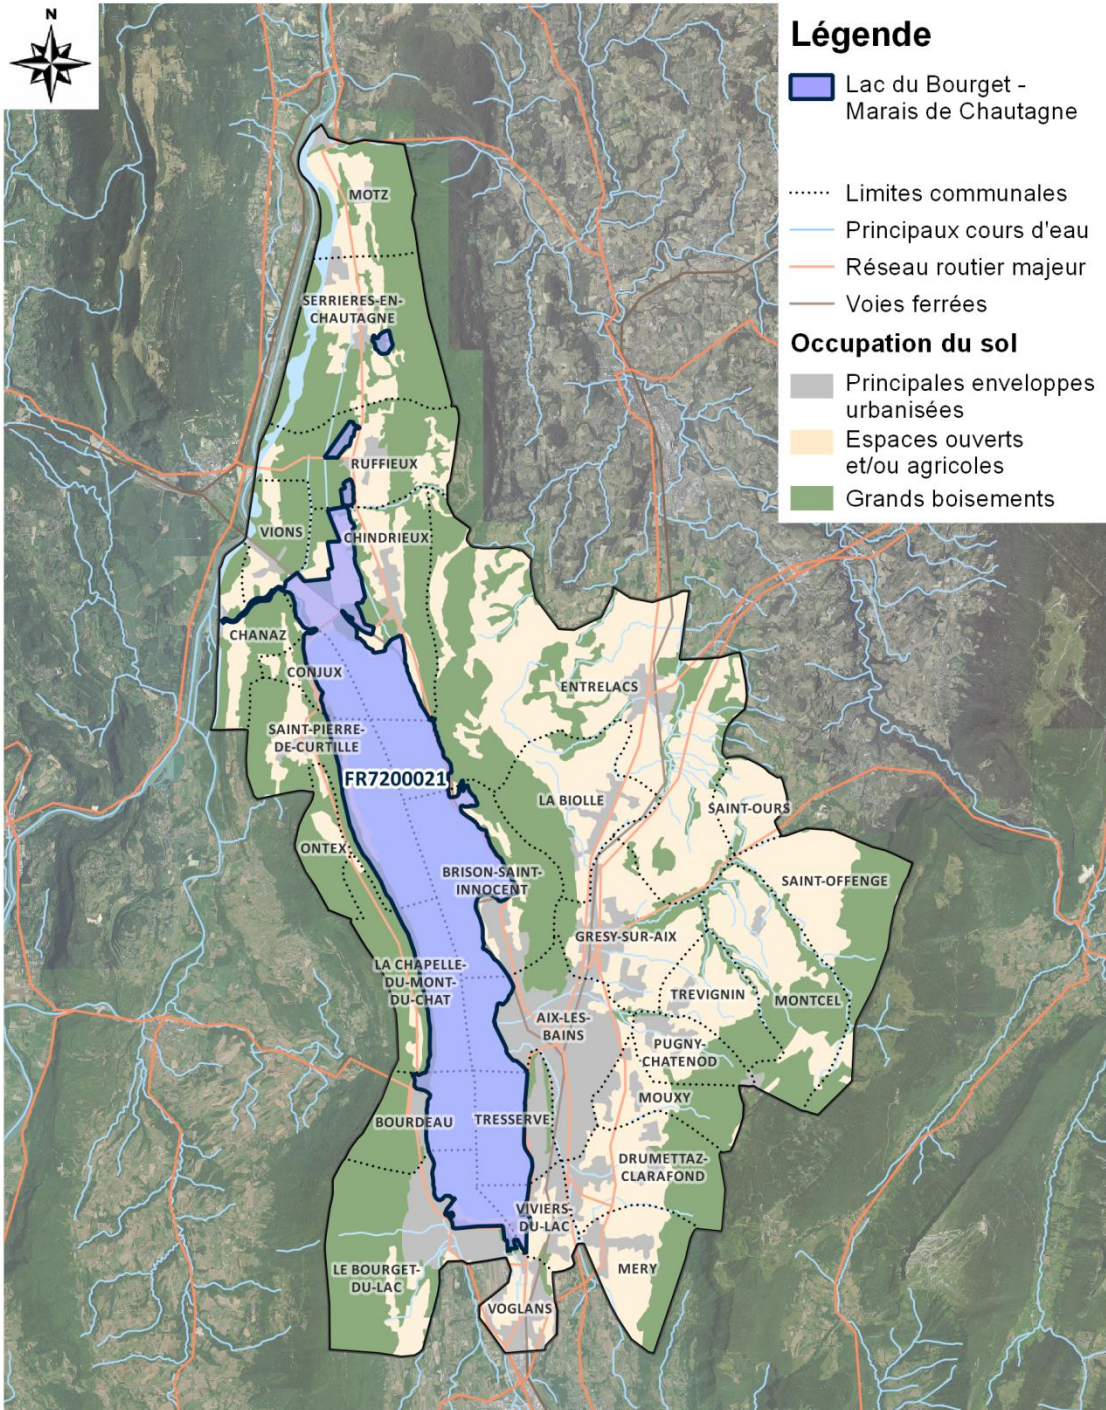 N
Légende
Lac du Bourget -
Marais de Chautagne
Limites communales
Principaux cours d'eau
Réseau routier majeur
Voies ferrées
Occupation du sol
Principales enveloppes
urbanisées
Espaces ouverts
et/ou agricoles
Grands boisements
MOTZ
SERRIERES-EN-
CHAUTAGNE
RUFFIEUX
VIONS
CHINDRIEUX
CHANAZ
CONJUX
ENTRELACS
SAINT-PIERRE-
DE-CURTILLE
FR7200021
LA BIOLLE
SAINT-OURS
ONTEX
BRISON-SAINT-
INNOCENT
SAINT-OFFENGE
GRESY-SUR-AIX
LA CHAPELLE-
DU-MONT-
DU-CHAT
TREVIGNIN
MONTCEL
AIX-LES-
BAINS
PUGNY-
CHATENOD
MOUXY
BOURDEAU
TRESSERVE
DRUMETTAZ-
CLARAFOND
VIVIERS-
DU-LAC
LE BOURGET-
DU-LAC
MERY
VOGLANS